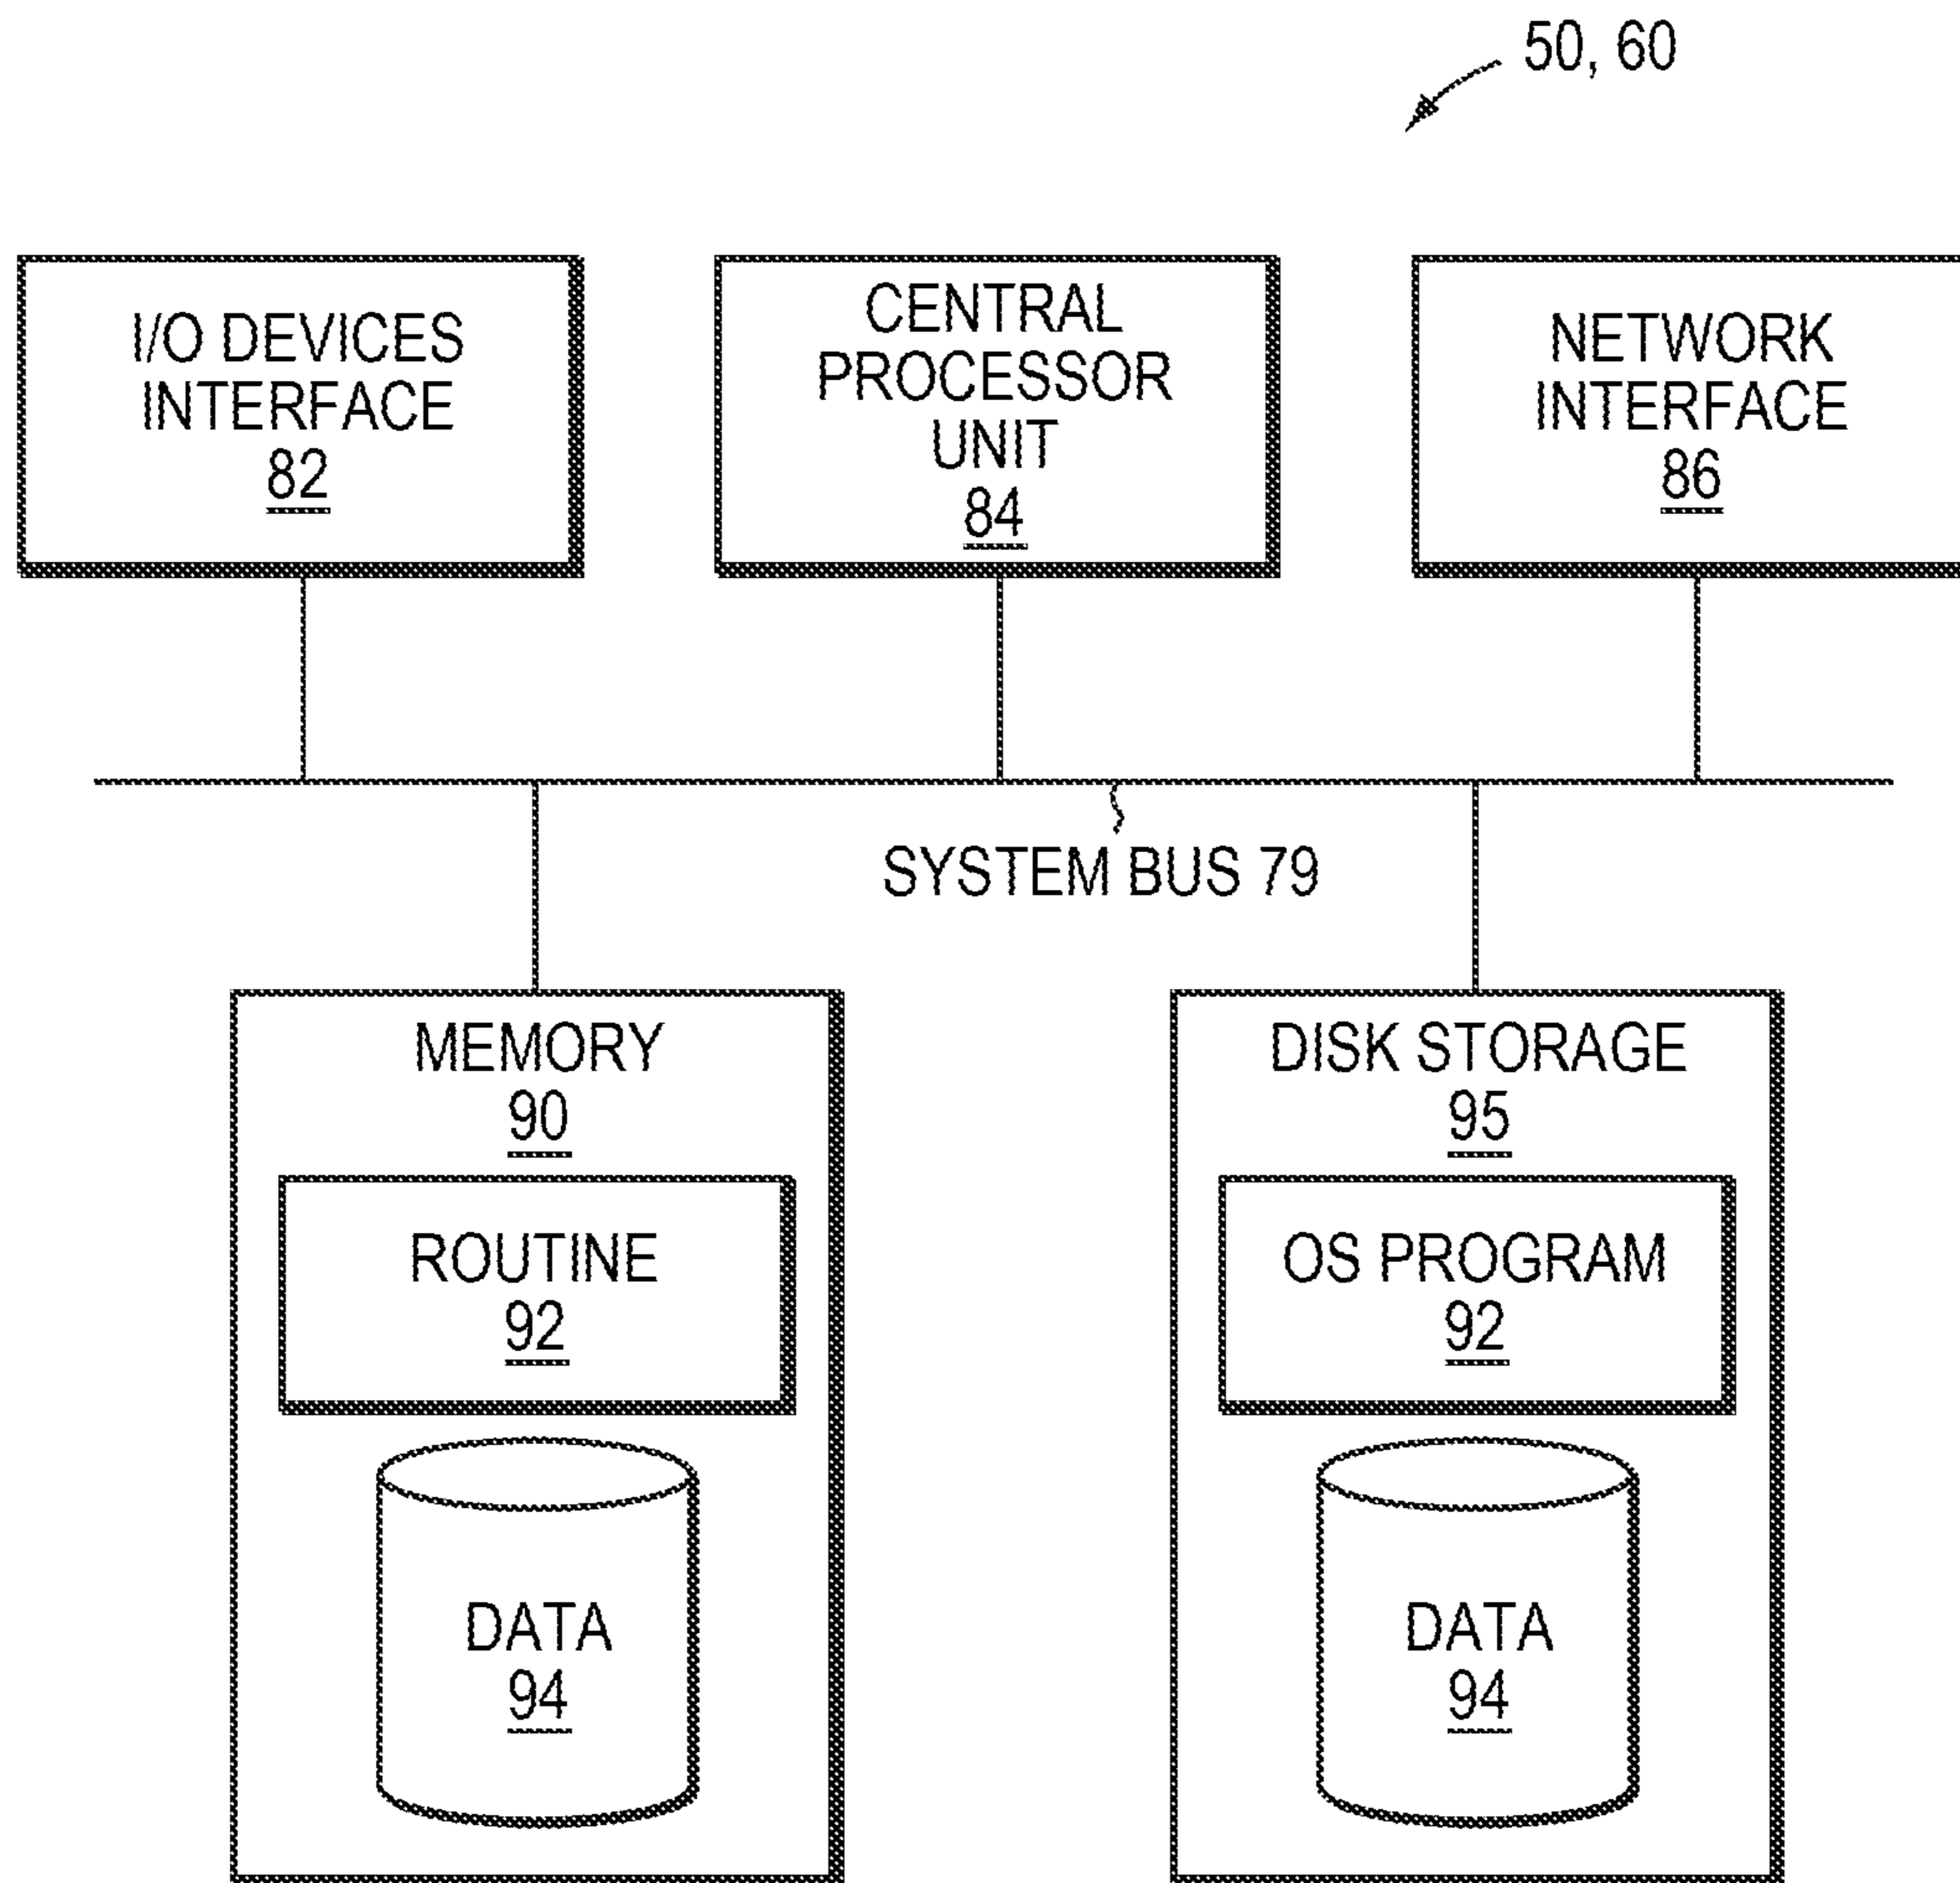 50, 60
I/O DEVICES
INTERFACE
82
CENTRAL
PROCESSOR
UNIT
84
NETWORK
INTERFACE
86
SYSTEM BUS 79
MEMORY
90
ROUTINE
92
DATA
94
DISK STORAGE
95
OS PROGRAM
92
DATA
94